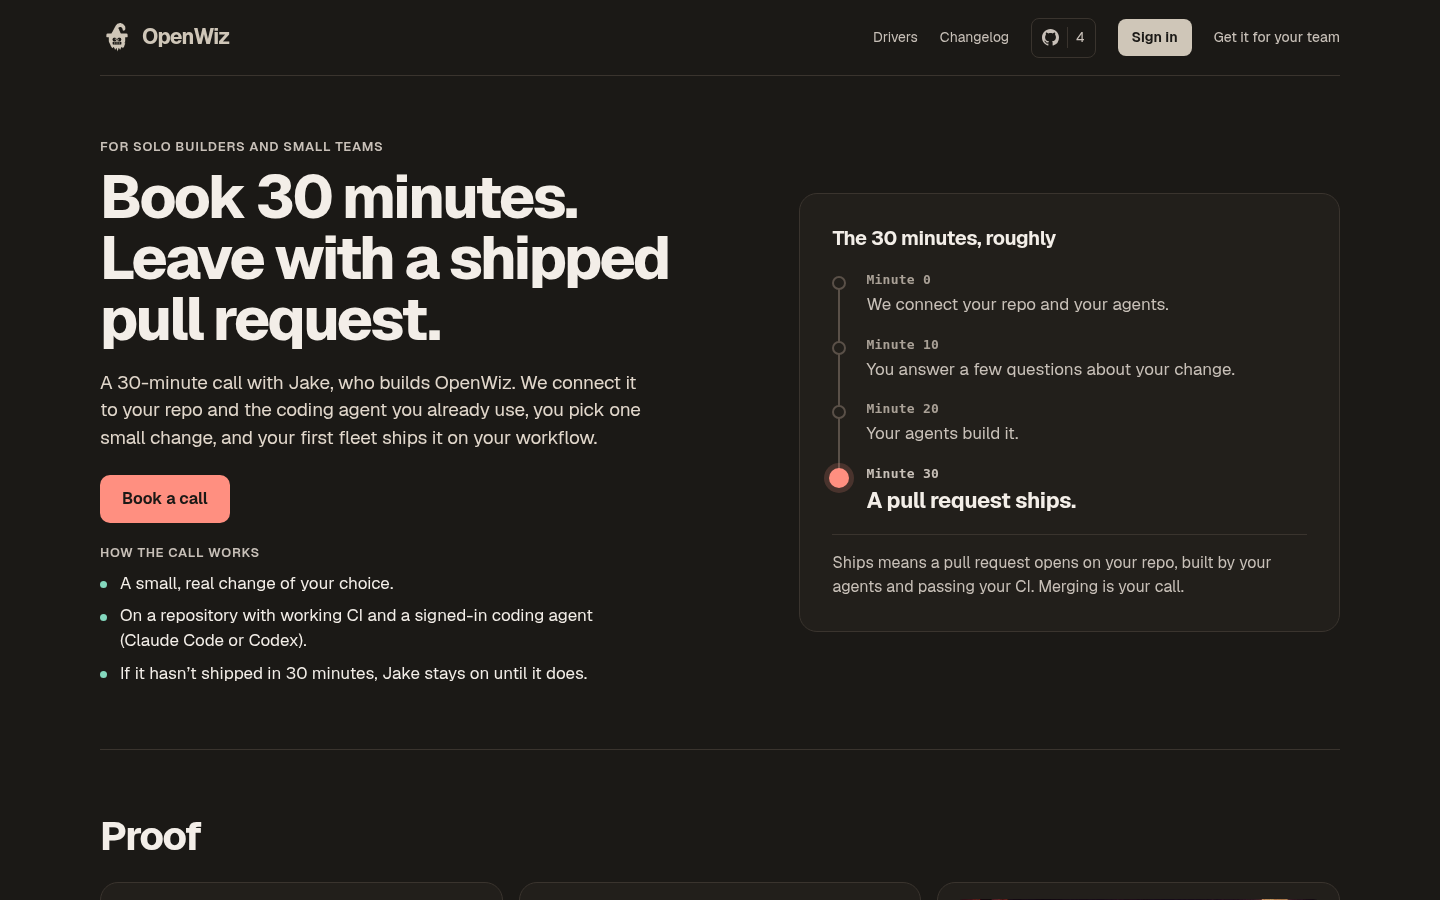 OpenWiz
Drivers
Changelog
4
Sign in
Get it for your team
FOR SOLO BUILDERS AND SMALL TEAMS
Book 30 minutes.
Leave with a shipped
pull request.
A 30-minute call with Jake, who builds OpenWiz. We connect it
to your repo and the coding agent you already use, you pick one
small change, and your first fleet ships it on your workflow.
Book a call
HOW THE CALL WORKS
A small, real change of your choice.
On a repository with working CI and a signed-in coding agent
(Claude Code or Codex).
If it hasn’t shipped in 30 minutes, Jake stays on until it does.
The 30 minutes, roughly
Minute 0
We connect your repo and your agents.
Minute 10
You answer a few questions about your change.
Minute 20
Your agents build it.
Minute 30
A pull request ships.
Ships means a pull request opens on your repo, built by your
agents and passing your CI. Merging is your call.
Proof